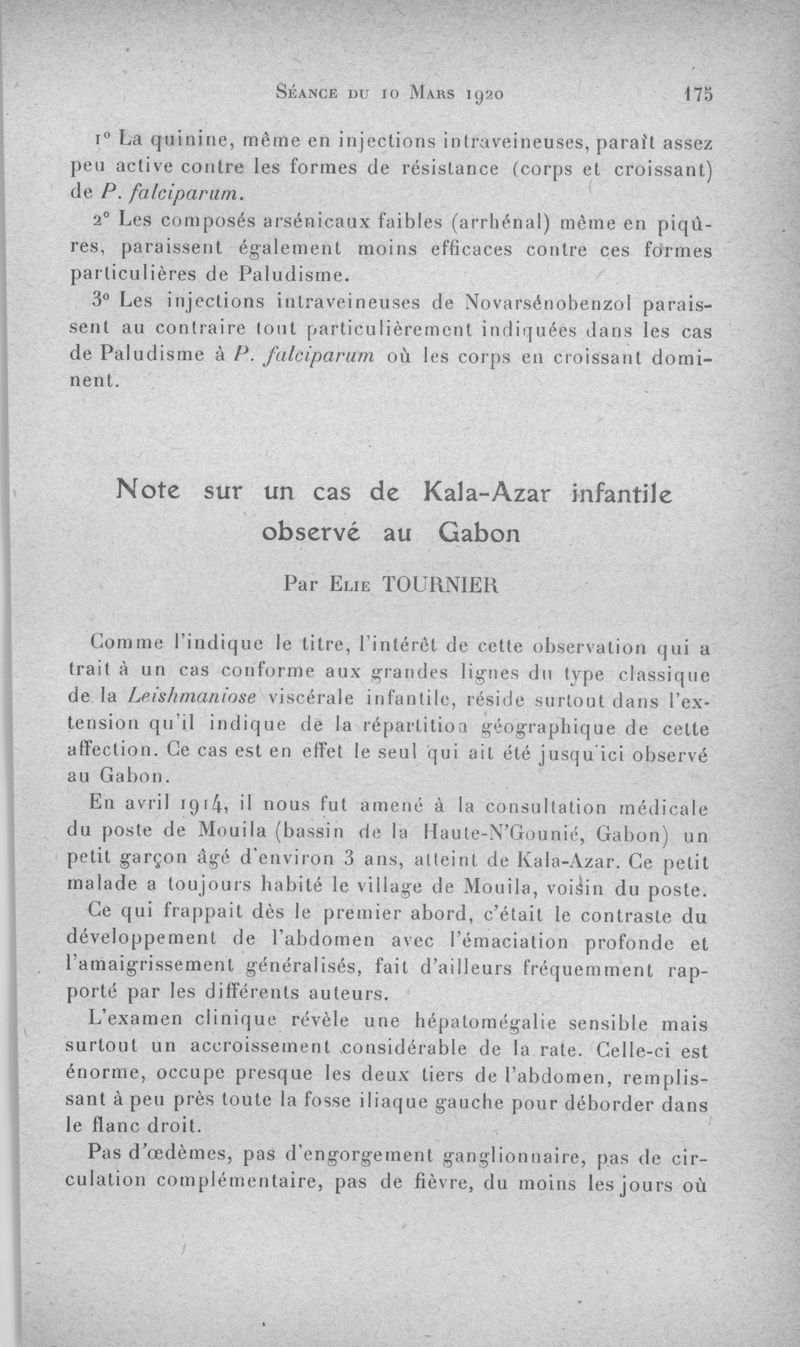 Séance du 10 Mars 1920 175
1° La quinine, même en injections intraveineuses, paraît assez
peu active contre les formes de résistance (corps et croissant)
de P. falciparum.
2° Les composés arsénicaux faibles (arrhénal) même en piqû-
res, paraissent également moins efficaces contre ces formes
particulières de Paludisme.
3° Les injections intraveineuses de Novarsénobenzol parais-
sent au contraire tout particulièrement indiquées dans les cas
de Paludisme à P. falciparum où les corps en croissant domi-
nent.
Note sur un cas de Kala-Azar infantile
observé au Gabon
Par Elie TOURNIER
Comme l'indique le titre, l'intérêt de cette observation qui a
trait à un cas conforme aux grandes lignes du type classique
de la Leishmaniose viscérale infantile, réside surtout dans l'ex-
tension qu'il indique de la répartition géographique de cette
affection. Ce cas est en effet le seul qui ait été jusqu'ici observé
au Gabon.
En avril 1914, il nous fut amené à la consultation médicale
du poste de Mouila (bassin de la Haute-N'Gounié, Gabon) un
petit garçon âgé d'environ 3 ans, atteint de Kala-Azar. Ce petit
malade a toujours habité le village de Mouila, voisin du poste.
Ce qui frappait dès le premier abord, c'était le contraste du
développement de l'abdomen avec l'émaciation profonde et
l'amaigrissement généralisés, fait d'ailleurs fréquemment rap-
porté par les différents auteurs.
L'examen clinique révèle une hépatomégalie sensible mais
surtout un accroissement considérable de la rate. Celle-ci est
énorme, occupe presque les deux tiers de l'abdomen, remplis-
sant à peu près toute la fosse iliaque gauche pour déborder dans
le flanc droit.
Pas d'œdèmes, pas d'engorgement ganglionnaire, pas de cir-
culation complémentaire, pas de fièvre, du moins les jours où